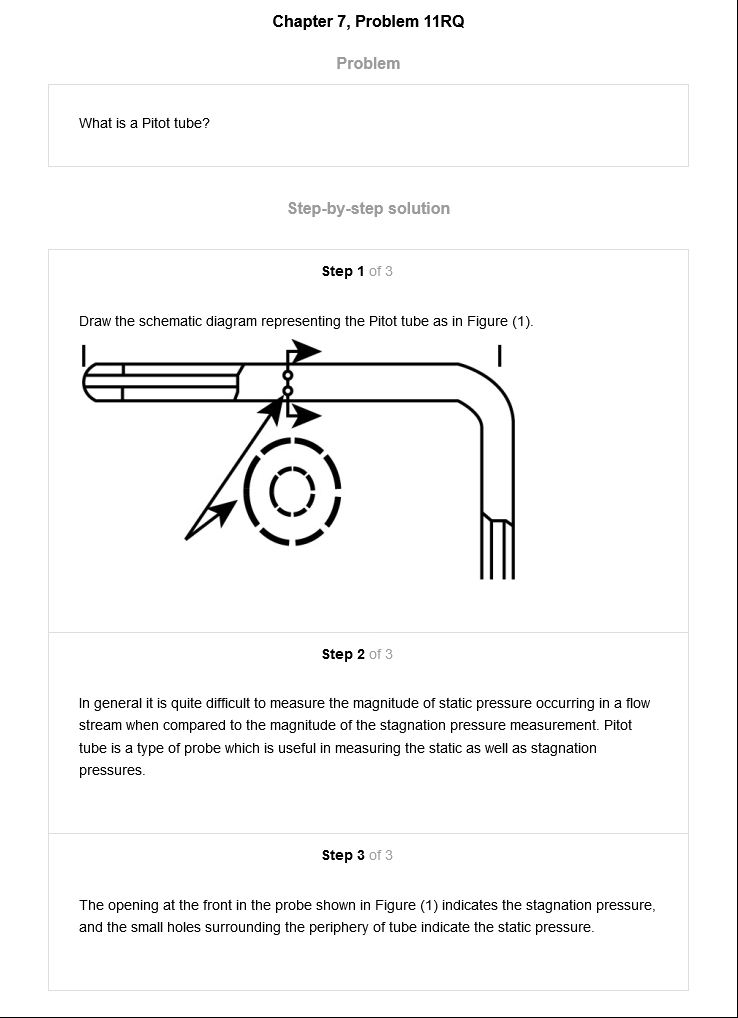 Chapter 7, Problem 11RQ
Problem
What is a Pitot tube?
Step-by-step solution
Step 1 of 3
Draw the schematic diagram representing the Pitot tube as in Figure (1).
Step 2 of 3
In general it is quite difficult to measure the magnitude of static pressure occurring in a flow
stream when compared to the magnitude of the stagnation pressure measurement. Pitot
tube is a type of probe which is useful in measuring the static as well as stagnation
pressures.
Step 3 of 3
The opening at the front in the probe shown in Figure (1) indicates the stagnation pressure,
and the small holes surrounding the periphery of tube indicate the static pressure.